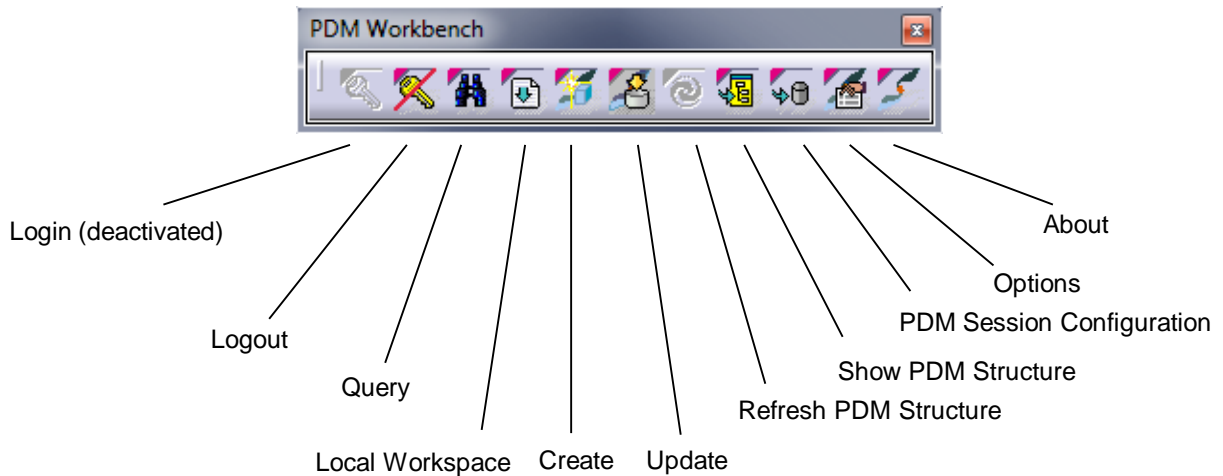 PDM Workbench
Login (deactivated)
Logout
Query
Local Workspace
Create
Update
Refresh PDM Structure
Show PDM Structure
PDM Session Configuration
Options
About